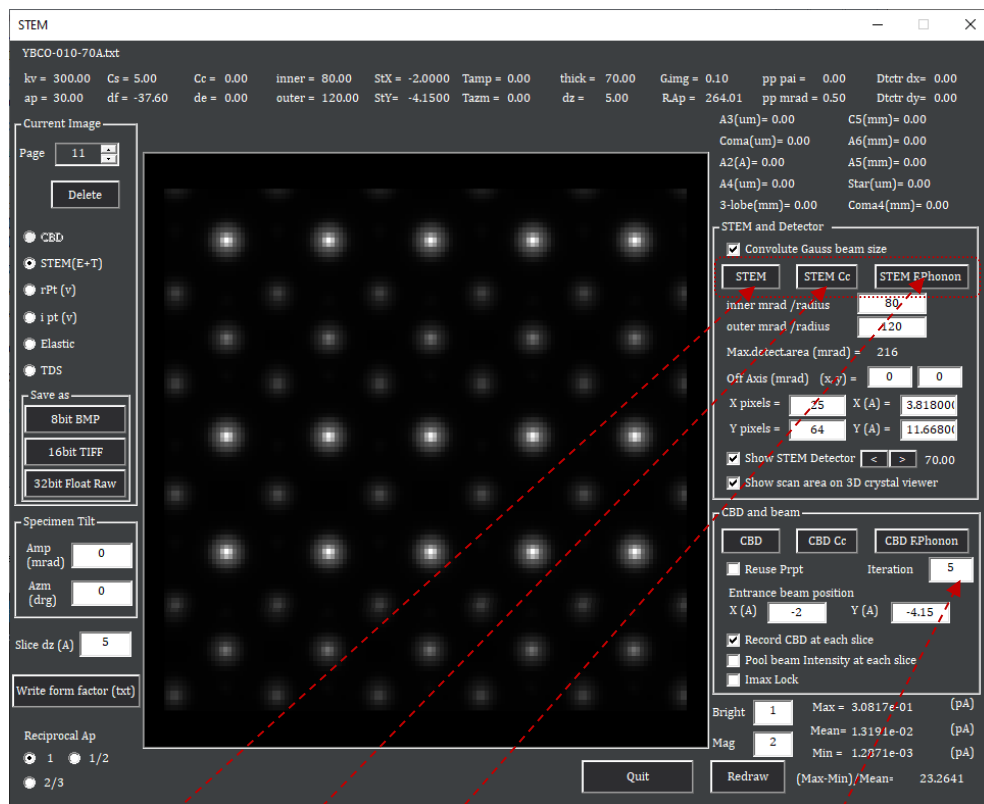 STEM
YBCO-010-70A.txt
kv = 300.00 Cs = 5.00 Cc = 0.00 inner = 80.00 StX = -2.0000 Tamp = 0.00 thick = 70.00 G.img = 0.10 pp pai = 0.00 Dtctr dx= 0.00
ap = 30.00 df = -37.60 de = 0.00 outer = 120.00 StY= -4.1500 Tazm = 0.00 dz = 5.00 R.Ap = 264.01 pp mrad = 0.50 Dtctr dy= 0.00
A3(um)= 0.00 C5(mm)= 0.00
Coma(um)= 0.00 A6(mm)= 0.00
A2(A)= 0.00 A5(mm)= 0.00
A4(um)= 0.00 Star(um)= 0.00
3-lobe(mm)= 0.00 Coma4(mm)= 0.00
Current Image
Page 11
Delete
CBD
STEM(E+T)
rPt (v)
i pt (v)
Elastic
TDS
Save as
8bit BMP
16bit TIFF
32bit Float Raw
Specimen Tilt
Amp (mrad) 0
Azm (drg) 0
Slice dz (A) 5
Write form factor (txt)
Reciprocal Ap
1 1/2
2/3
STEM and Detector
Convolute Gauss beam size
STEM STEM Cc STEM F.Phonon
inner mrad /radius 80
outer mrad /radius 120
Max.detect.area (mrad) = 216
Off Axis (mrad) (x, y) = 0 0
X pixels = 25 X (A) = 3.81800(
Y pixels = 64 Y (A) = 11.6680(
Show STEM Detector < > 70.00
Show scan area on 3D crystal viewer
CBD and beam
CBD CBD Cc CBD F.Phonon
Reuse Prpt Iteration 5
Entrance beam position
X (A) -2 Y (A) -4.15
Record CBD at each slice
Pool beam Intensity at each slice
Imax Lock
Bright 1 Max = 3.0817e-01 (pA)
Mean= 1.3191e-02 (pA)
Mag 2 Min = 1.2871e-03 (pA)
Quit Redraw (Max-Min)/Mean= 23.2641